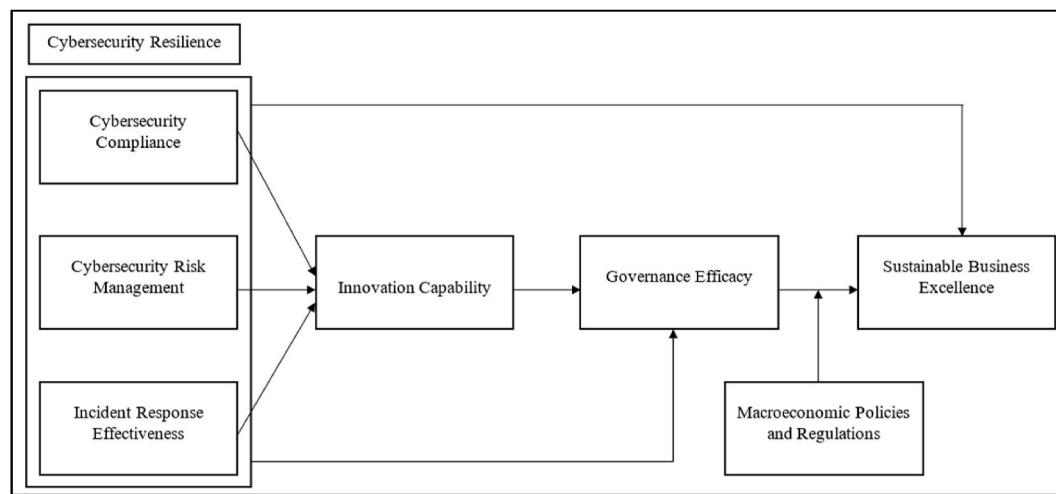 Cybersecurity Resilience
Cybersecurity
Compliance
Cybersecurity Risk
Management
Innovation Capability
Governance Efficacy
Sustainable Business
Excellence
Incident Response
Effectiveness
Macroeconomic Policies
and Regulations